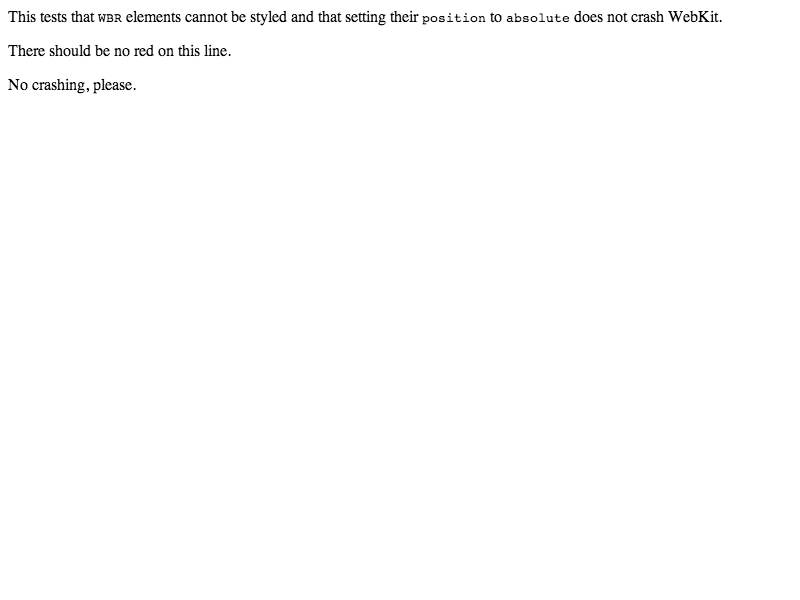 This tests that WBR elements cannot be styled and that setting their position to absolute does not crash WebKit.
There should be no red on this line.
No crashing, please.